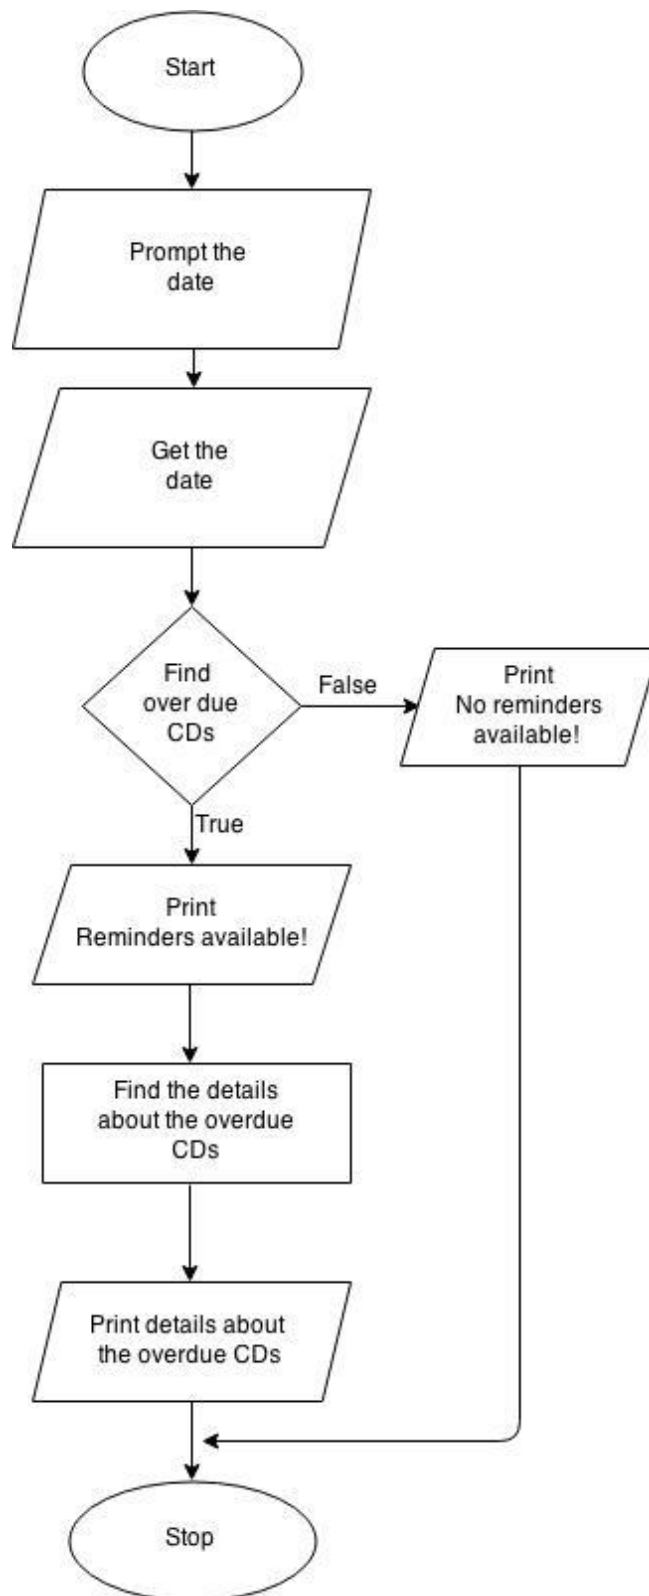 Start
Prompt the
date
Get the
date
Find
over due
CDs
False
Print
No reminders
available!
True
Print
Reminders available!
Find the details
about the overdue
CDs
Print details about
the overdue CDs
Stop